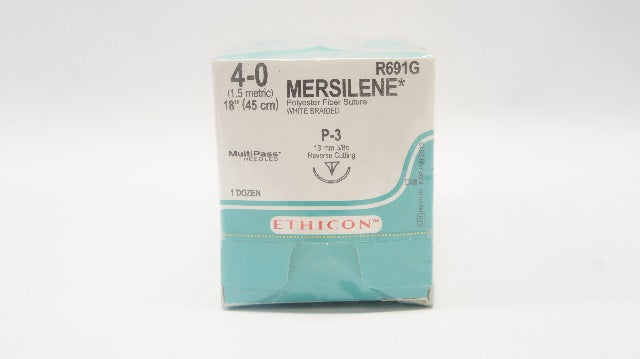 4-0
(1.5 metric)
18" (45 cm)
MERSILENE*
R691G
Polyester Fiber Suture
WHITE BRAIDED
P-3
13 mm 3/8c
Reverse Cutting
MultiPass*
NEEDLES
1 DOZEN
ETHICON™